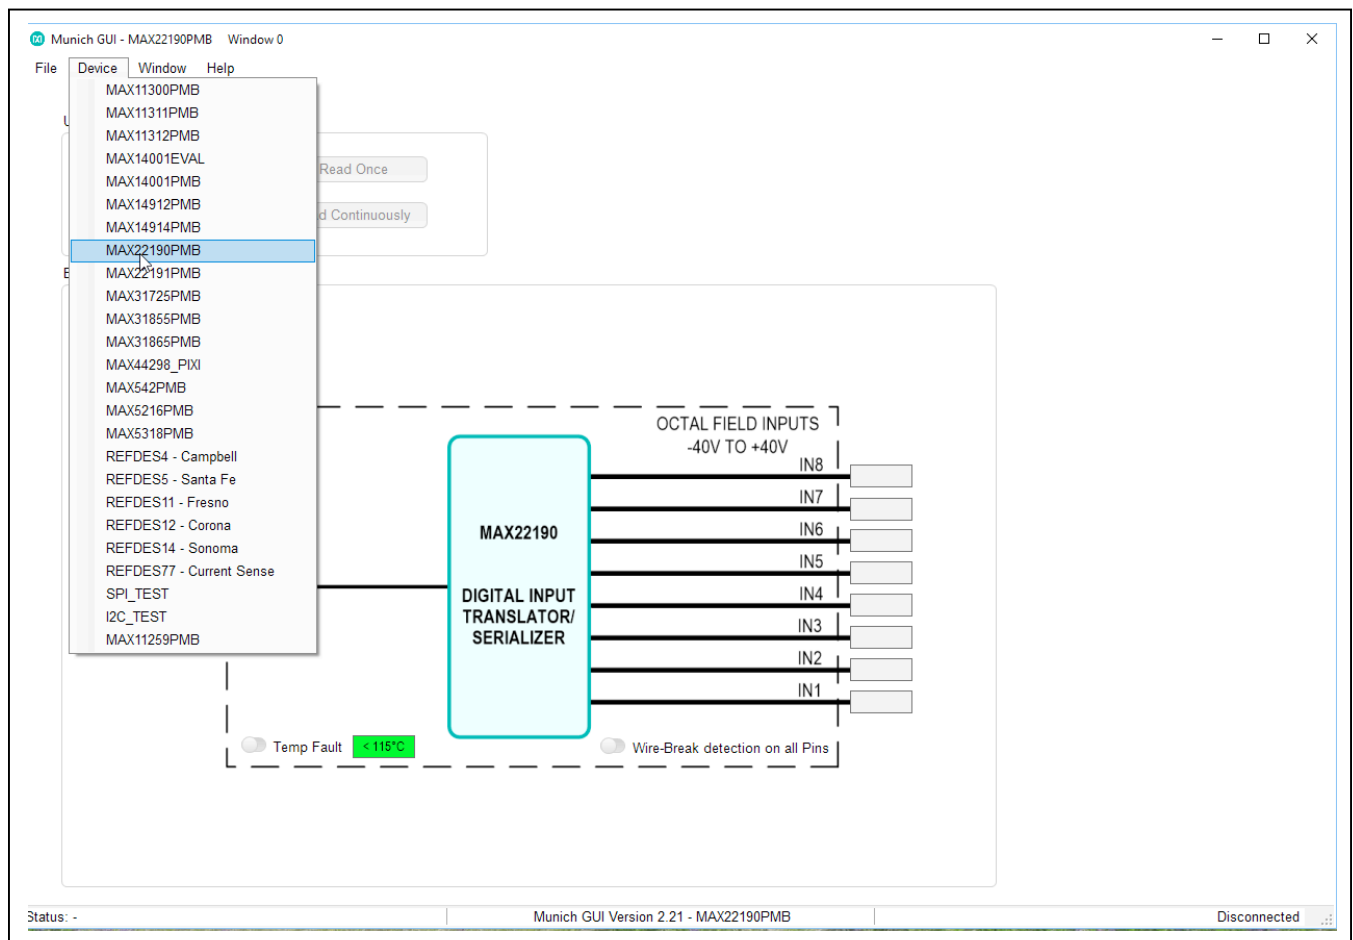 Munich GUI - MAX22190PMB Window 0
File Device Window Help
MAX11300PMB
MAX11311PMB
MAX11312PMB
MAX14001EVAL
MAX14001PMB
MAX14912PMB
MAX14914PMB
MAX22190PMB
MAX22191PMB
MAX31725PMB
MAX31855PMB
MAX31865PMB
MAX44298_PIXI
MAX542PMB
MAX5216PMB
MAX5318PMB
REFDES4 - Campbell
REFDES5 - Santa Fe
REFDES11 - Fresno
REFDES12 - Corona
REFDES14 - Sonoma
REFDES77 - Current Sense
SPI_TEST
I2C_TEST
MAX11259PMB
Read Once
d Continuously
OCTAL FIELD INPUTS
-40V TO +40V
IN8
IN7
IN6
IN5
IN4
IN3
IN2
IN1
MAX22190
DIGITAL INPUT
TRANSLATOR/
SERIALIZER
Temp Fault < 115°C
Wire-Break detection on all Pins
Status: -
Munich GUI Version 2.21 - MAX22190PMB
Disconnected